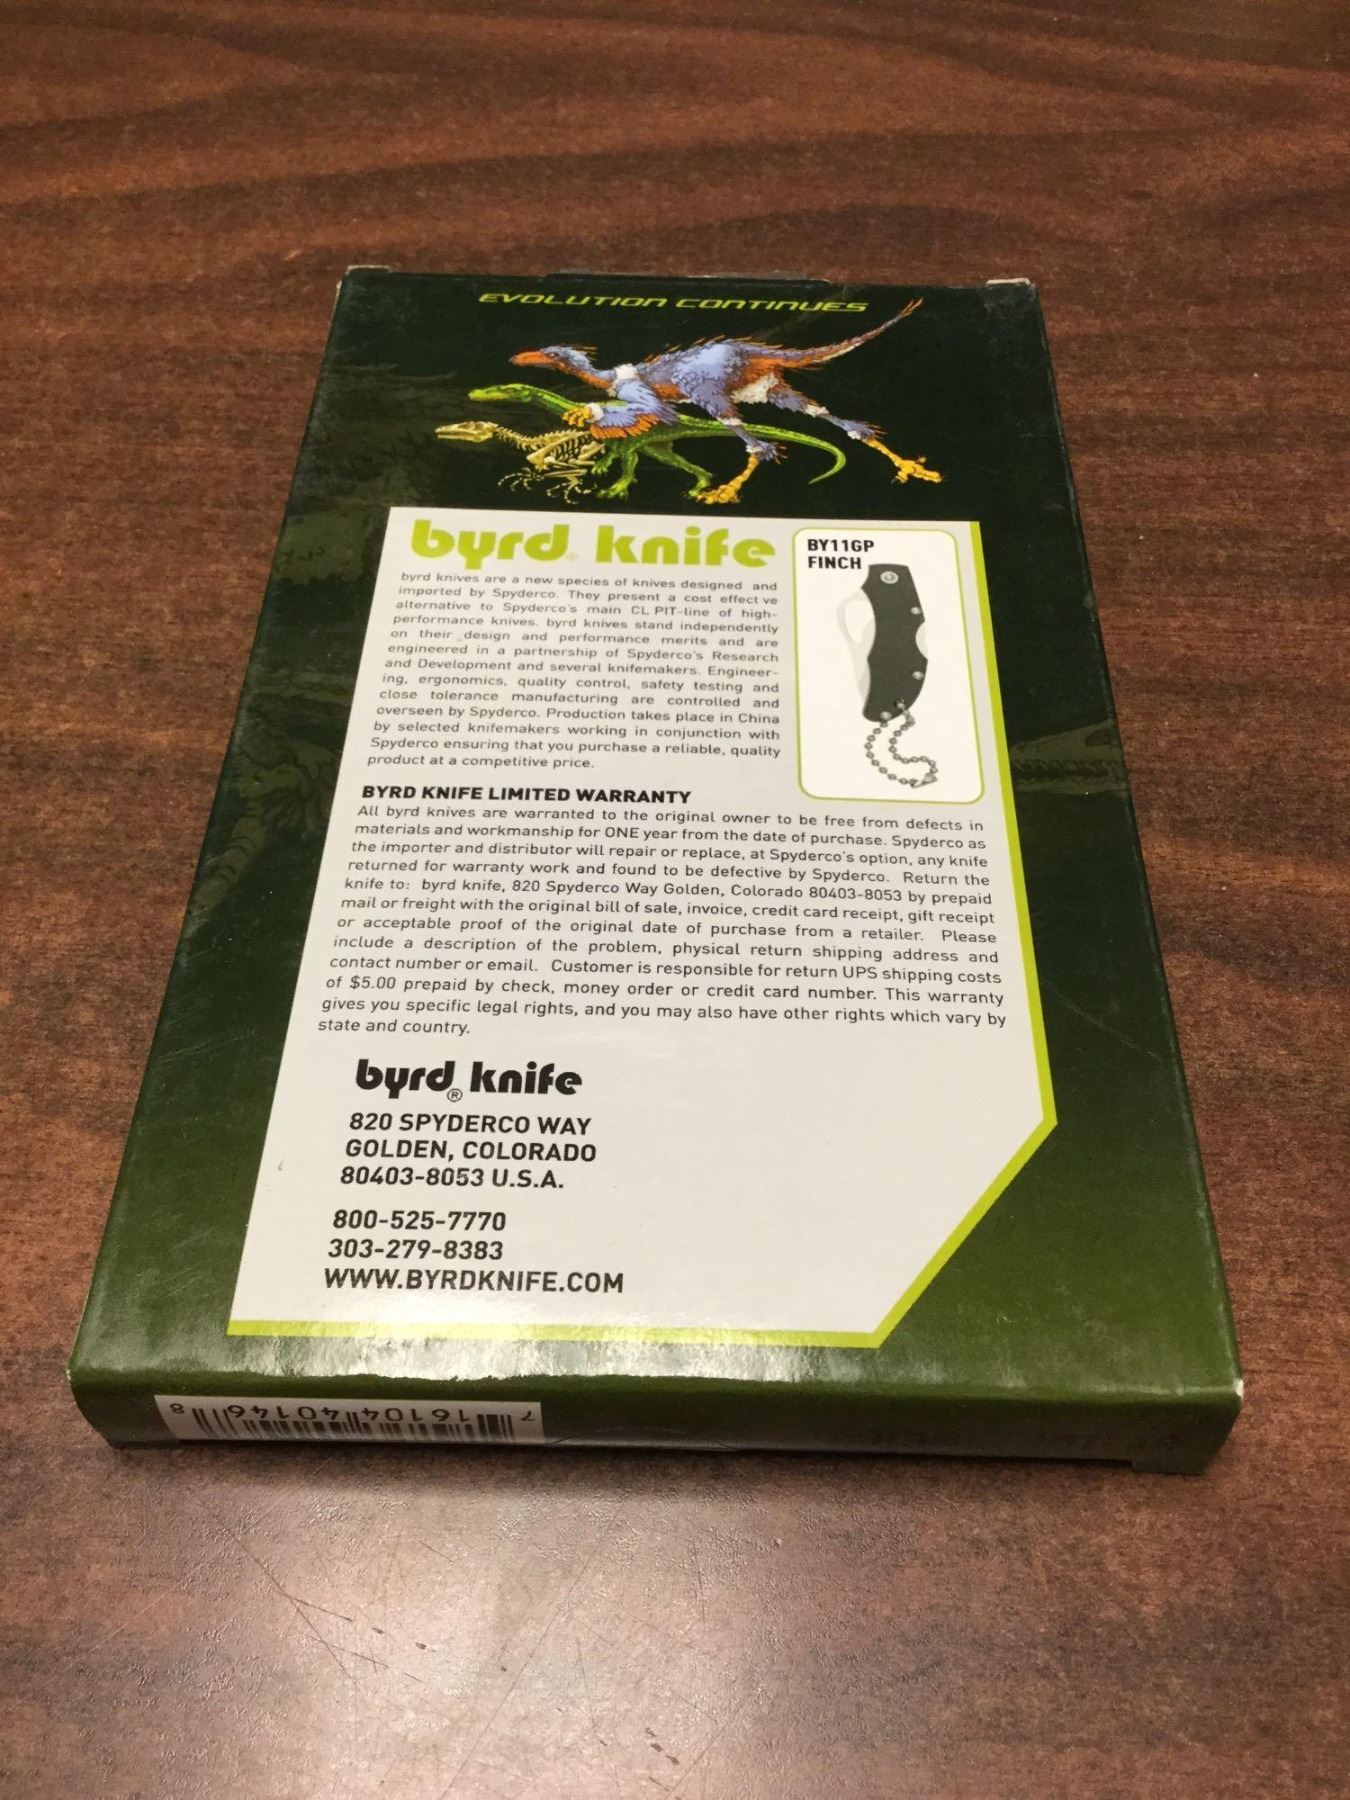 EVOLUTION CONTINUES
byrd® knife
BY11GP
FINCH
byrd knives are a new species of knives designed and
imported by Spyderco. They present a cost effect ve
alternative to Spyderco's main CL PIT-line of high-
performance knives. byrd knives stand independently
on their design and performance merits and are
engineered in a partnership of Spyderco's Research
and Development and several knifemakers. Engineer-
ing, ergonomics, quality control, safety testing and
close tolerance manufacturing are controlled and
overseen by Spyderco. Production takes place in China
by selected knifemakers working in conjunction with
Spyderco ensuring that you purchase a reliable, quality
product at a competitive price.
BYRD KNIFE LIMITED WARRANTY
All byrd knives are warranted to the original owner to be free from defects in
materials and workmanship for ONE year from the date of purchase. Spyderco as
the importer and distributor will repair or replace, at Spyderco's option, any knife
returned for warranty work and found to be defective by Spyderco. Return the
knife to: byrd knife, 820 Spyderco Way Golden, Colorado 80403-8053 by prepaid
mail or freight with the original bill of sale, invoice, credit card receipt, gift receipt
or acceptable proof of the original date of purchase from a retailer. Please
include a description of the problem, physical return shipping address and
contact number or email. Customer is responsible for return UPS shipping costs
of $5.00 prepaid by check, money order or credit card number. This warranty
gives you specific legal rights, and you may also have other rights which vary by
state and country.
byrd® knife
820 SPYDERCO WAY
GOLDEN, COLORADO
80403-8053 U.S.A.
800-525-7770
303-279-8383
WWW.BYRDKNIFE.COM
7 16104 40146 8